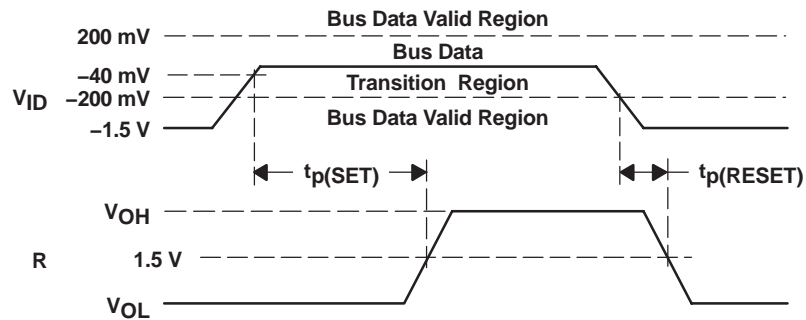 Bus Data Valid Region
200 mV
Bus Data
–40 mV
Transition Region
VID
–200 mV
Bus Data Valid Region
–1.5 V
tp(SET)
tp(RESET)
VOH
R
1.5 V
VOL